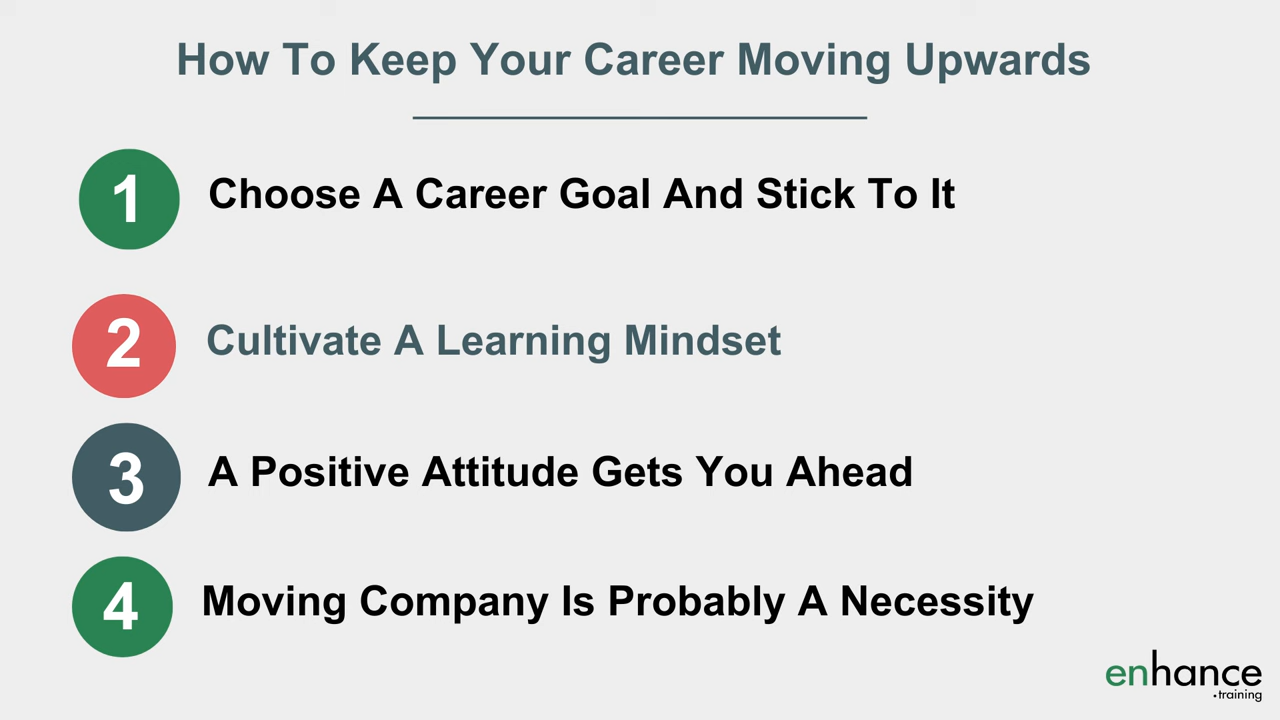 How To Keep Your Career Moving Upwards
1 Choose A Career Goal And Stick To It
2 Cultivate A Learning Mindset
3 A Positive Attitude Gets You Ahead
4 Moving Company Is Probably A Necessity
enhance
.training